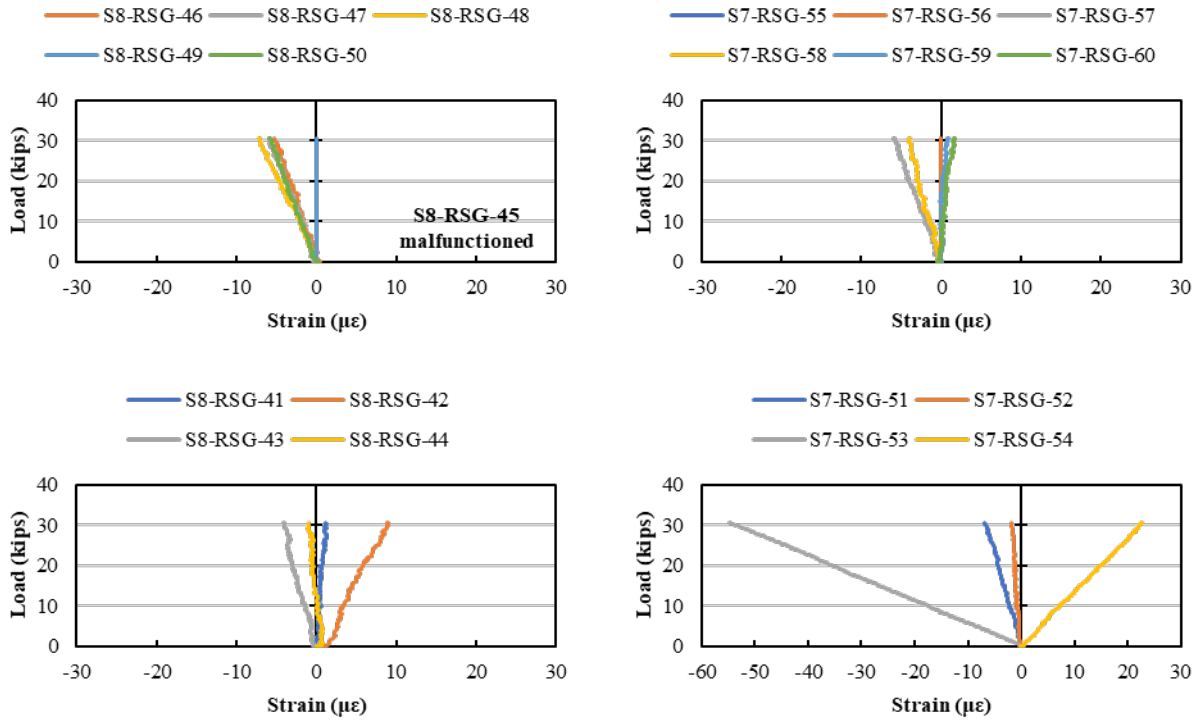 S8-RSG-46 S8-RSG-47 S8-RSG-48
S8-RSG-49 S8-RSG-50
40
30
20
10
0
Load (kips)
S8-RSG-45
malfunctioned
-30 -20 -10 0 10 20 30
Strain (με)
S7-RSG-55 S7-RSG-56 S7-RSG-57
S7-RSG-58 S7-RSG-59 S7-RSG-60
40
30
20
10
0
Load (kips)
-30 -20 -10 0 10 20 30
Strain (με)
S8-RSG-41 S8-RSG-42
S8-RSG-43 S8-RSG-44
40
30
20
10
0
Load (kips)
-30 -20 -10 0 10 20 30
Strain (με)
S7-RSG-51 S7-RSG-52
S7-RSG-53 S7-RSG-54
40
30
20
10
0
Load (kips)
-60 -50 -40 -30 -20 -10 0 10 20 30
Strain (με)